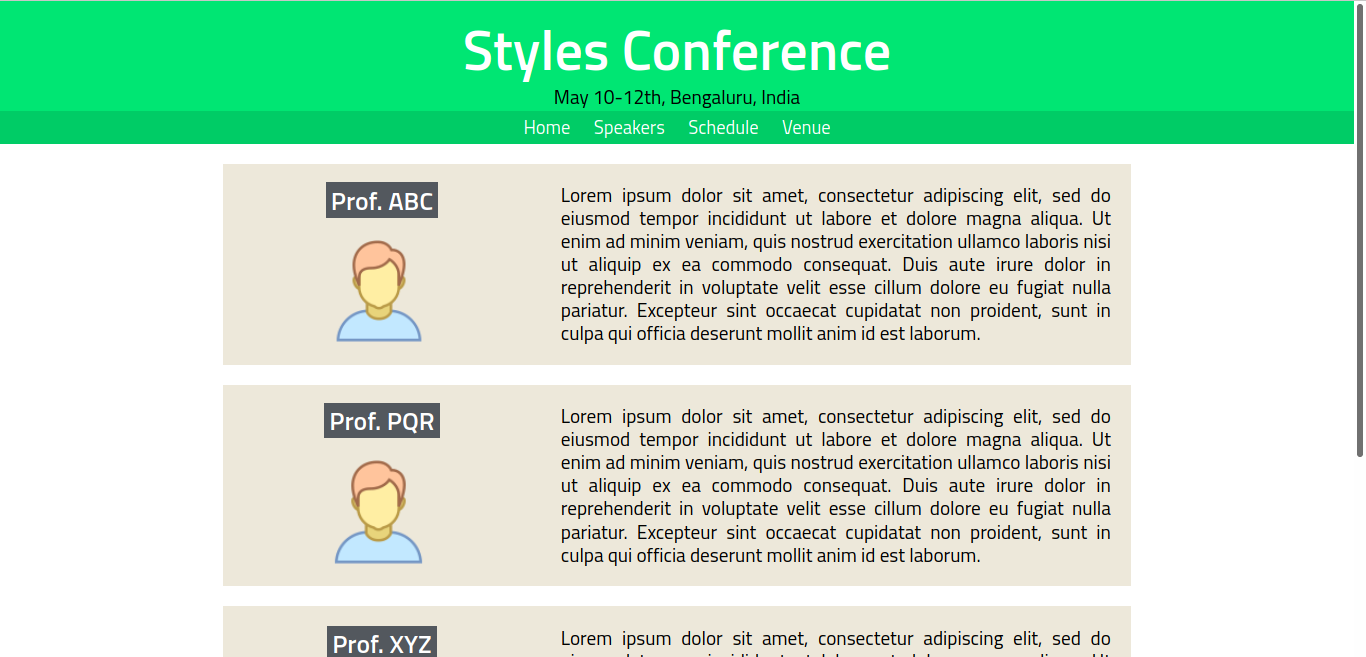 Styles Conference
May 10-12th, Bengaluru, India
Home Speakers Schedule Venue
Prof. ABC
Lorem ipsum dolor sit amet, consectetur adipiscing elit, sed do
eiusmod tempor incididunt ut labore et dolore magna aliqua. Ut
enim ad minim veniam, quis nostrud exercitation ullamco laboris nisi
ut aliquip ex ea commodo consequat. Duis aute irure dolor in
reprehenderit in voluptate velit esse cillum dolore eu fugiat nulla
pariatur. Excepteur sint occaecat cupidatat non proident, sunt in
culpa qui officia deserunt mollit anim id est laborum.
Prof. PQR
Lorem ipsum dolor sit amet, consectetur adipiscing elit, sed do
eiusmod tempor incididunt ut labore et dolore magna aliqua. Ut
enim ad minim veniam, quis nostrud exercitation ullamco laboris nisi
ut aliquip ex ea commodo consequat. Duis aute irure dolor in
reprehenderit in voluptate velit esse cillum dolore eu fugiat nulla
pariatur. Excepteur sint occaecat cupidatat non proident, sunt in
culpa qui officia deserunt mollit anim id est laborum.
Prof. XYZ
Lorem ipsum dolor sit amet, consectetur adipiscing elit, sed do